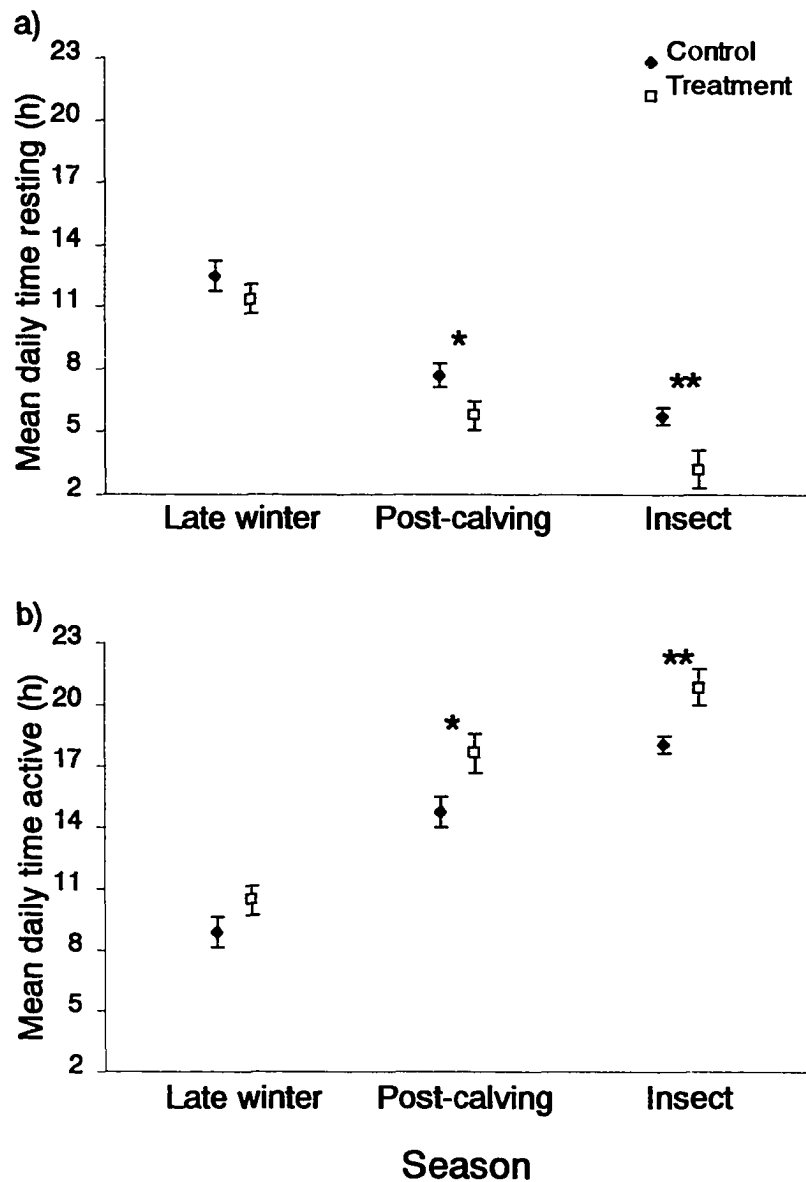 a)
Control
Treatment
Mean daily time resting (h)
23
20
17
14
11
8
5
2
*
**
Late winter Post-calving Insect
b)
Mean daily time active (h)
23
20
17
14
11
8
5
2
*
**
Late winter Post-calving Insect
Season